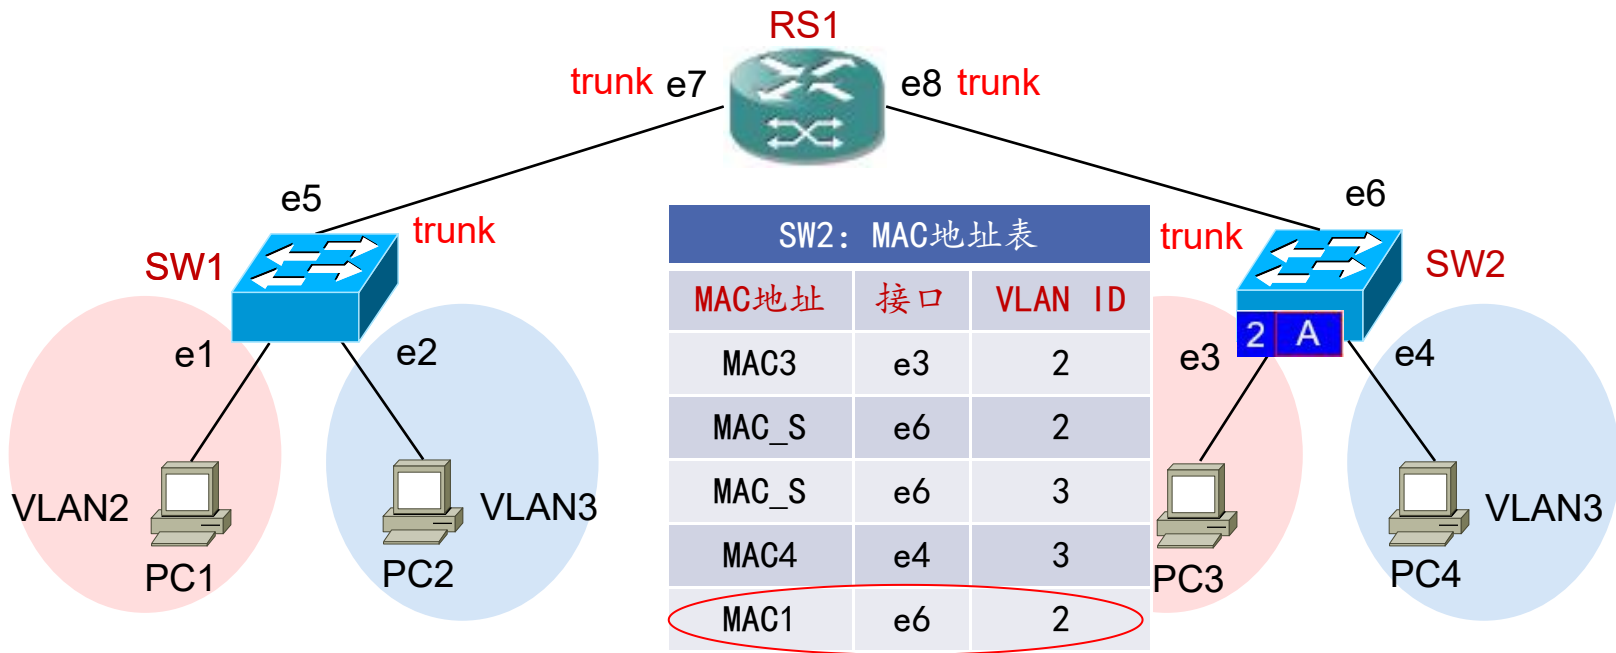 RS1
trunk e7
e8 trunk
e5
trunk
SW1
e6
trunk
SW2
SW2: MAC地址表
MAC地址 接口 VLAN ID
MAC3 e3 2
MAC_S e6 2
MAC_S e6 3
MAC4 e4 3
MAC1 e6 2
2 A
e1
e2
e3
e4
VLAN2
VLAN3
VLAN3
PC1
PC2
PC3
PC4